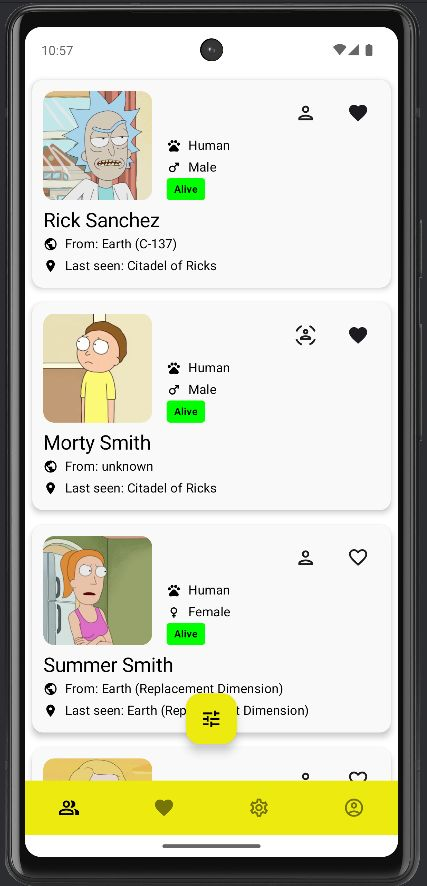 10:57
Human
Male
Alive
Rick Sanchez
From: Earth (C-137)
Last seen: Citadel of Ricks
Human
Male
Alive
Morty Smith
From: unknown
Last seen: Citadel of Ricks
Human
Female
Alive
Summer Smith
From: Earth (Replacement Dimension)
Last seen: Earth (Rep t Dimension)